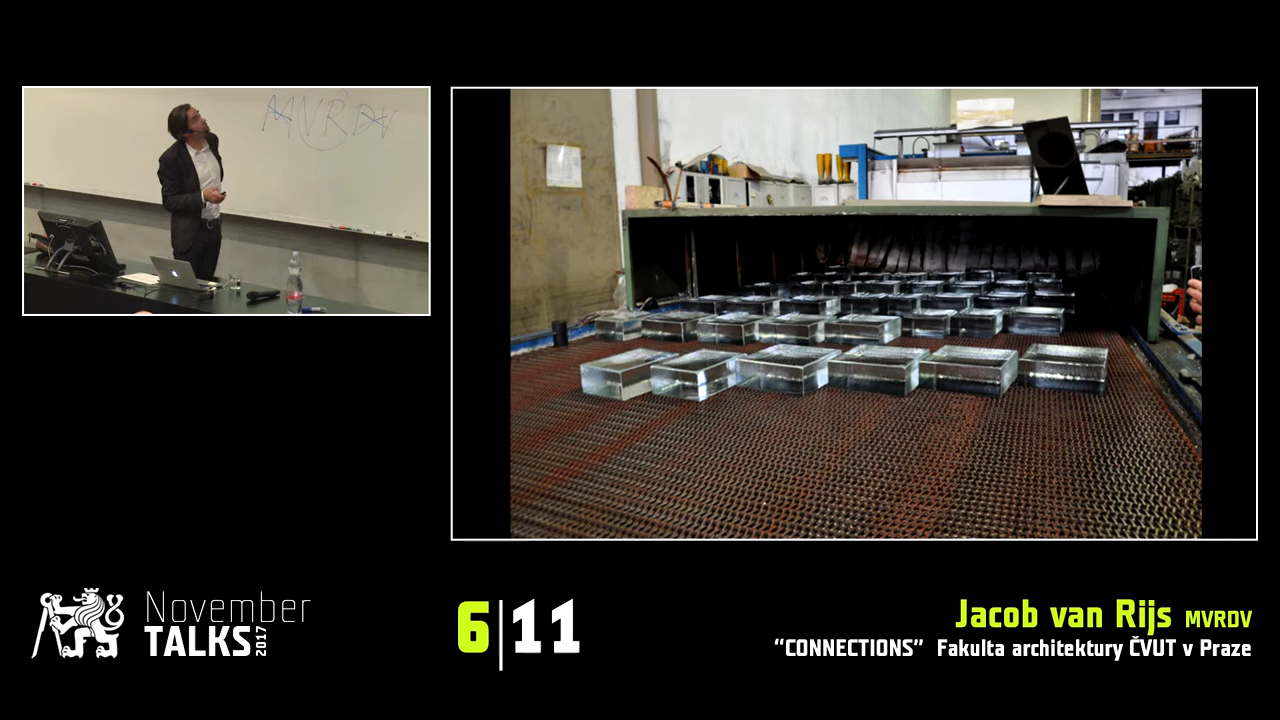 MVRDV
November
TALKS 2017
6|11
Jacob van Rijs MVRDV
“CONNECTIONS” Fakulta architektury ČVUT v Praze